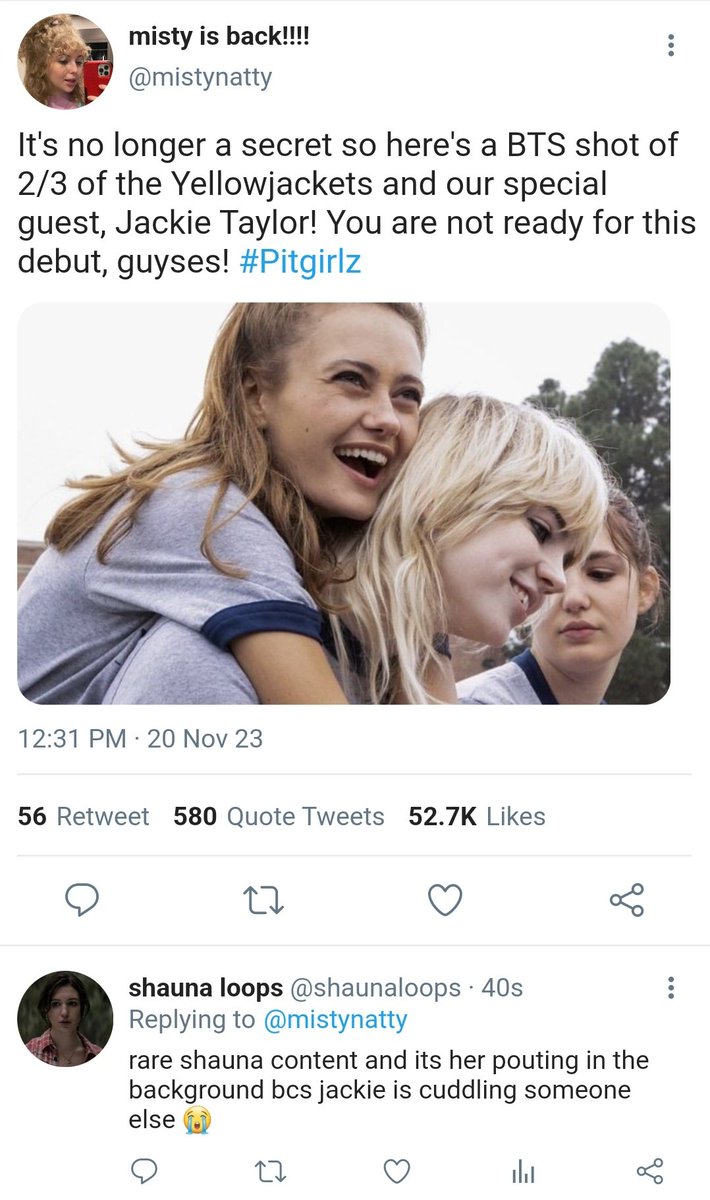 misty is back!!!!
@mistynatty
It's no longer a secret so here's a BTS shot of
2/3 of the Yellowjackets and our special
guest, Jackie Taylor! You are not ready for this
debut, guyses! #Pitgirlz
12:31 PM · 20 Nov 23
56 Retweet 580 Quote Tweets 52.7K Likes
shauna loops @shaunaloops · 40s
Replying to @mistynatty
rare shauna content and its her pouting in the
background bcs jackie is cuddling someone
else 😭